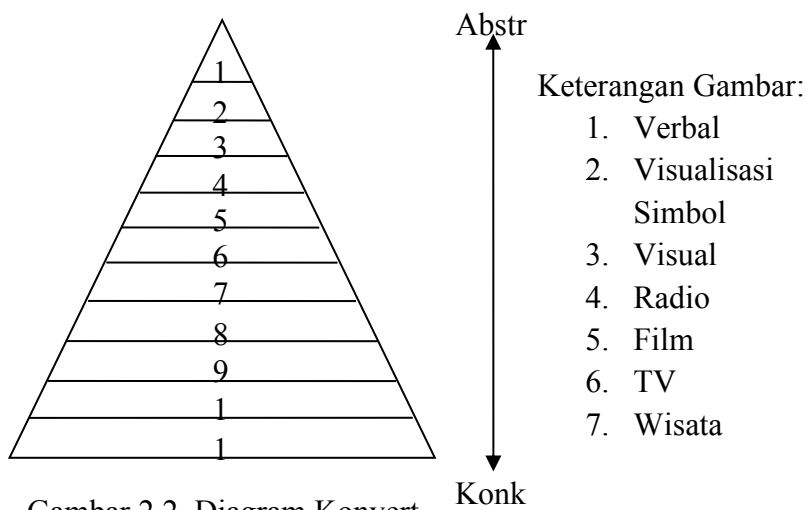 Abstr
1
2
3
4
5
6
7
8
9
1
1
Konk
Keterangan Gambar:
1. Verbal
2. Visualisasi
Simbol
3. Visual
4. Radio
5. Film
6. TV
7. Wisata
Gambar 2.2. Diagram Konvert